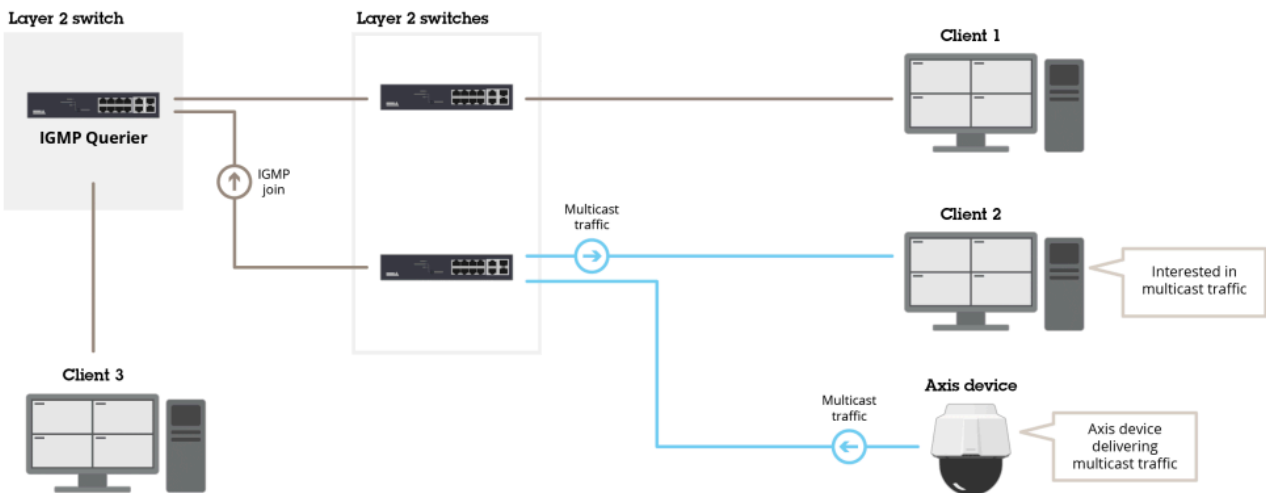 Layer 2 switch
Layer 2 switches
Client 1
IGMP Querier
IGMP
join
Multicast
traffic
Client 2
Interested in
multicast traffic
Client 3
Multicast
traffic
Axis device
Axis device
delivering
multicast traffic